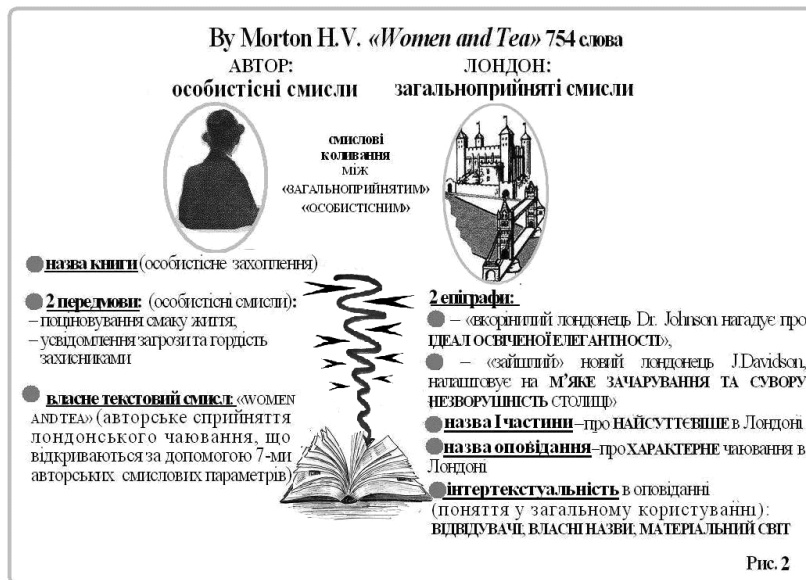 By Morton H.V. «Women and Tea» 754 слова
АВТОР:
особистісні смисли
ЛОНДОН:
загальноприйняті смисли
смислові
коливання
між
«ЗАГАЛЬНОПРИЙНЯТИМ»
«ОСОБИСТІСНИМ»
назва книги (особистісне захоплення)
2 передмови: (особистісні смисли):
– поціновування смаку життя;
– усвідомлення загрози та гордість
захисниками
власне текстовий смисл: «WOMEN
AND TEA» (авторське сприйняття
лондонського чаювання, що
відкриваються за допомогою 7-ми
авторських смислових параметрів)
2 епіграфи:
– «вкорінилий лондонець Dr. Johnson нагадує про
ІДЕАЛ ОСВІЧЕНОЇ ЕЛЕГАНТНОСТІ»,
– «зайшлий» новий лондонець J.Davidson,
налаштовує на М’ЯКЕ ЗАЧАРУВАННЯ ТА СУВОРУ
НЕЗВОРУШНІСТЬ СТОЛИЦІ»
назва І частини – про НАЙСУТТЄВІШЕ в Лондоні
назва оповідання –про ХАРАКТЕРНЕ чаювання в
Лондоні
інтертекстуальність в оповіданні
(поняття у загальному користуванні):
ВІДВІДУВАЧІ; ВЛАСНІ НАЗВИ; МАТЕРІАЛЬНИЙ СВІТ
Рис. 2